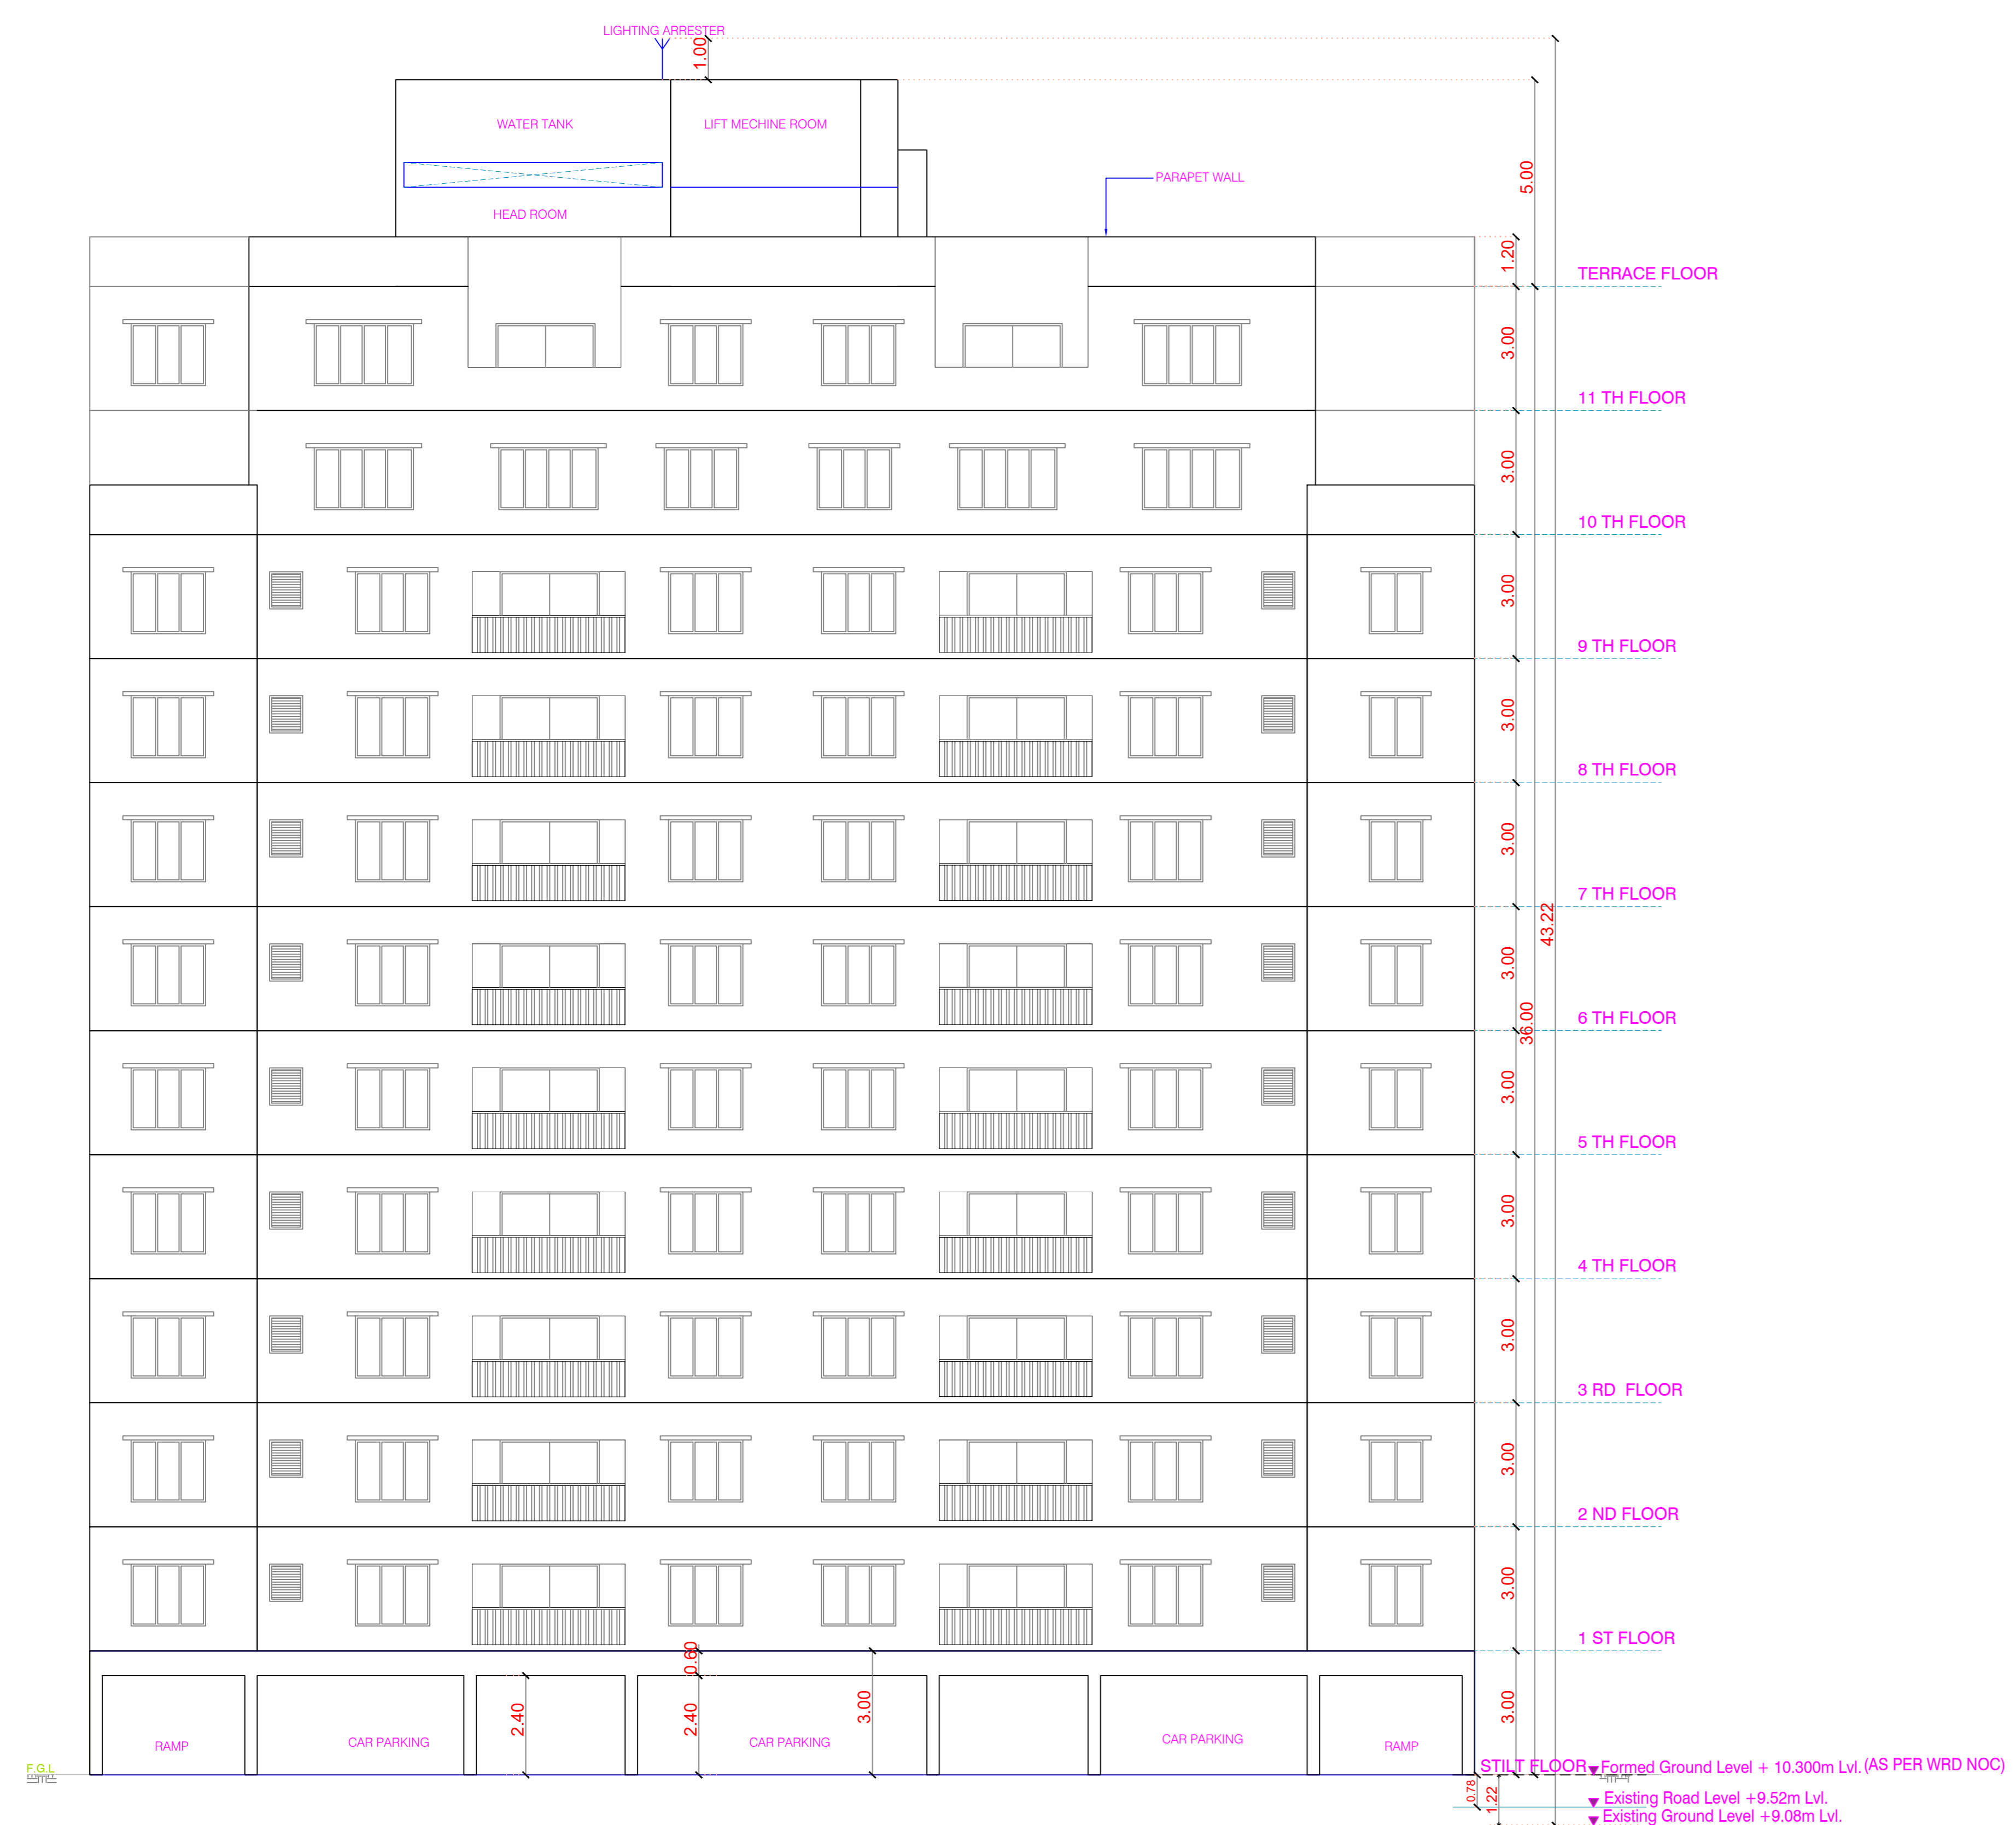 LIGHTING ARRESTER
1.00
WATER TANK
LIFT MECHINE ROOM
5.00
PARAPET WALL
HEAD ROOM
1.20
TERRACE FLOOR
3.00
11 TH FLOOR
3.00
10 TH FLOOR
3.00
9 TH FLOOR
3.00
8 TH FLOOR
3.00
7 TH FLOOR
43.22
3.00
6 TH FLOOR
36.00
3.00
5 TH FLOOR
3.00
4 TH FLOOR
3.00
3 RD FLOOR
3.00
2 ND FLOOR
3.00
1 ST FLOOR
0.60
2.40
2.40
3.00
3.00
RAMP
CAR PARKING
CAR PARKING
CAR PARKING
RAMP
F.G.L
STILT FLOOR
Formed Ground Level + 10.300m Lvl. (AS PER WRD NOC)
0.78
1.22
Existing Road Level +9.52m Lvl.
Existing Ground Level +9.08m Lvl.